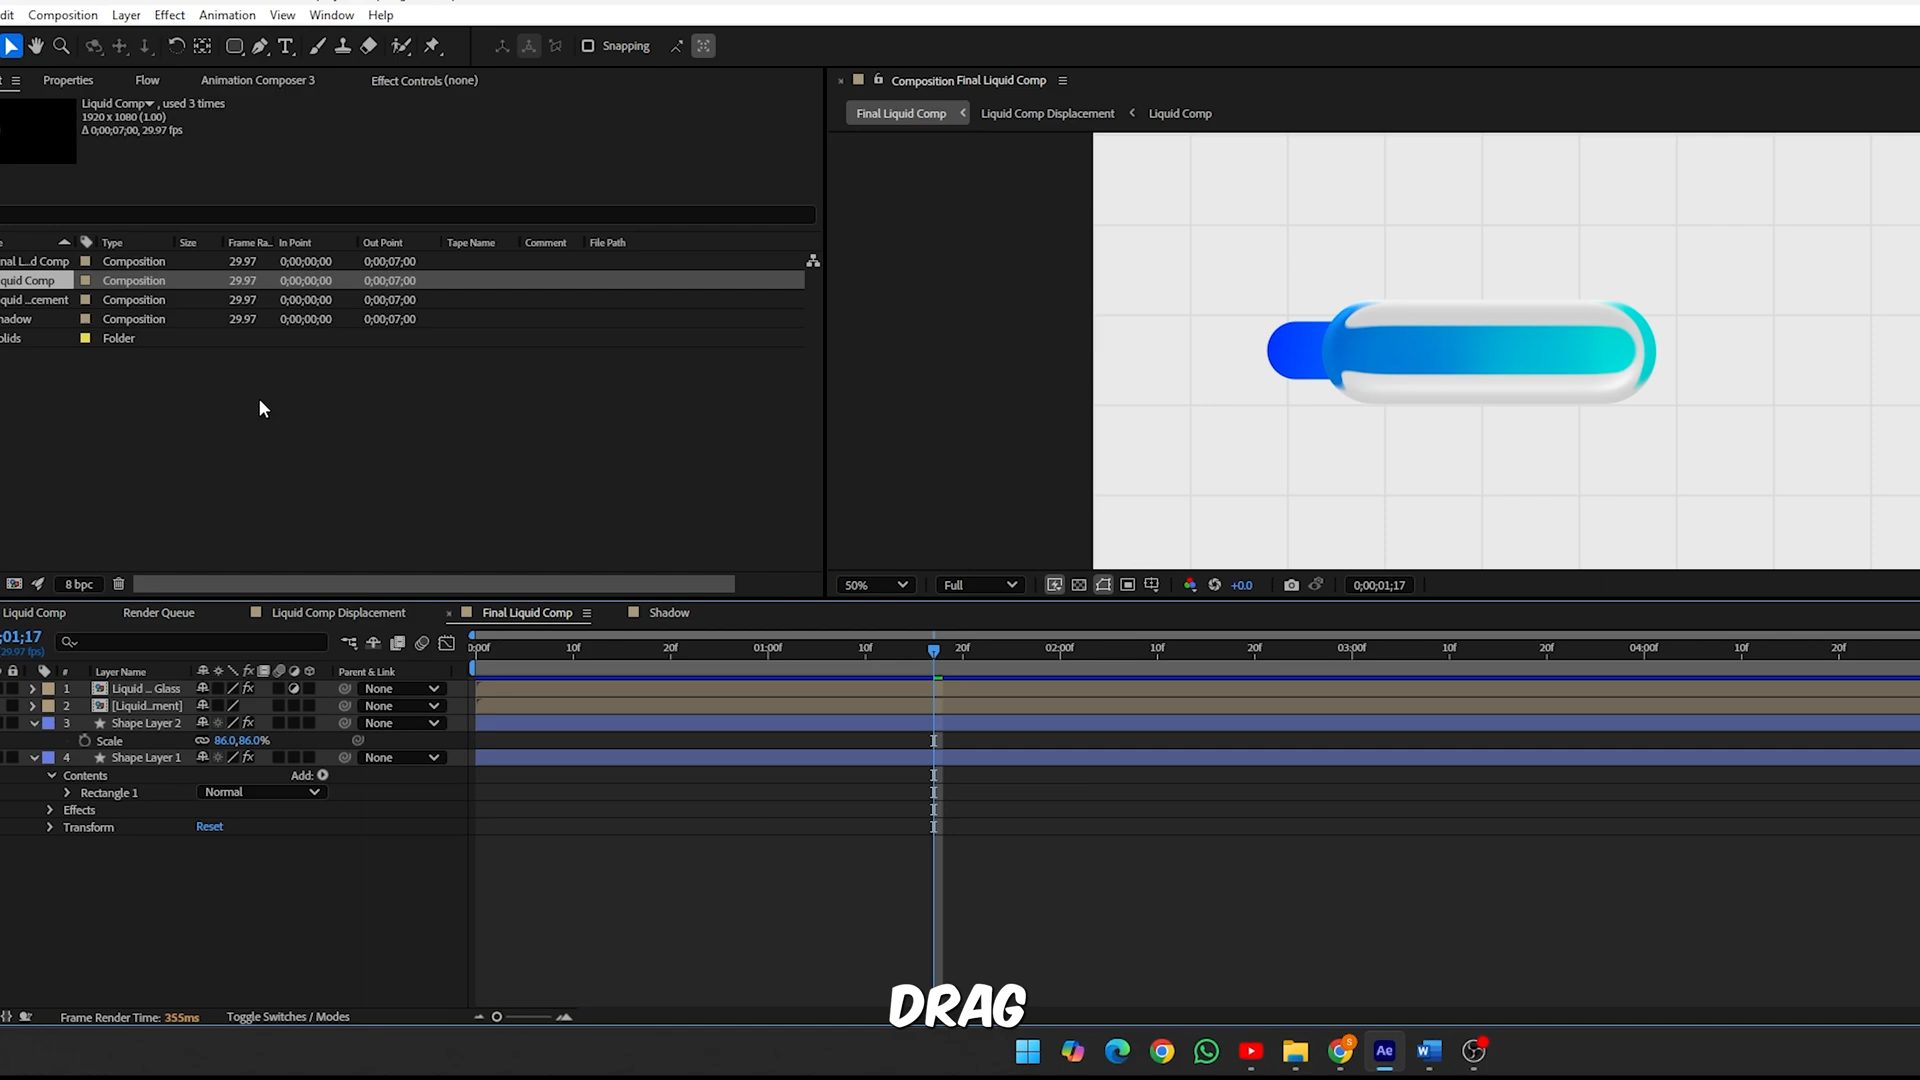 dit Composition Layer Effect Animation View Window Help
Snapping
Properties Flow Animation Composer 3 Effect Controls (none)
Composition Final Liquid Comp
Liquid Comp , used 3 times
1920 x 1080 (1.00)
Δ 0;00;07;00, 29.97 fps
Final Liquid Comp Liquid Comp Displacement Liquid Comp
e Type Size Frame Ra... In Point Out Point Tape Name Comment File Path
nal L...d Comp Composition 29.97 0;00;00;00 0;00;07;00
quid Comp Composition 29.97 0;00;00;00 0;00;07;00
quid ...cement Composition 29.97 0;00;00;00 0;00;07;00
hadow Composition 29.97 0;00;00;00 0;00;07;00
olids Folder
8 bpc
50% Full +0.0 0;00;01;17
Liquid Comp Render Queue Liquid Comp Displacement Final Liquid Comp Shadow
;01;17
(29.97 fps)
0:00f 10f 20f 01:00f 10f 20f 02:00f 10f 20f 03:00f 10f 20f 04:00f 10f 20f
# Layer Name fx Parent & Link
1 Liquid ... Glass fx None
2 [Liquid...ment] None
3 Shape Layer 2 fx None
Scale 86.0,86.0%
4 Shape Layer 1 fx None
Contents Add:
Rectangle 1 Normal
Effects
Transform Reset
DRAG
Frame Render Time: 355ms Toggle Switches / Modes
S Ae W